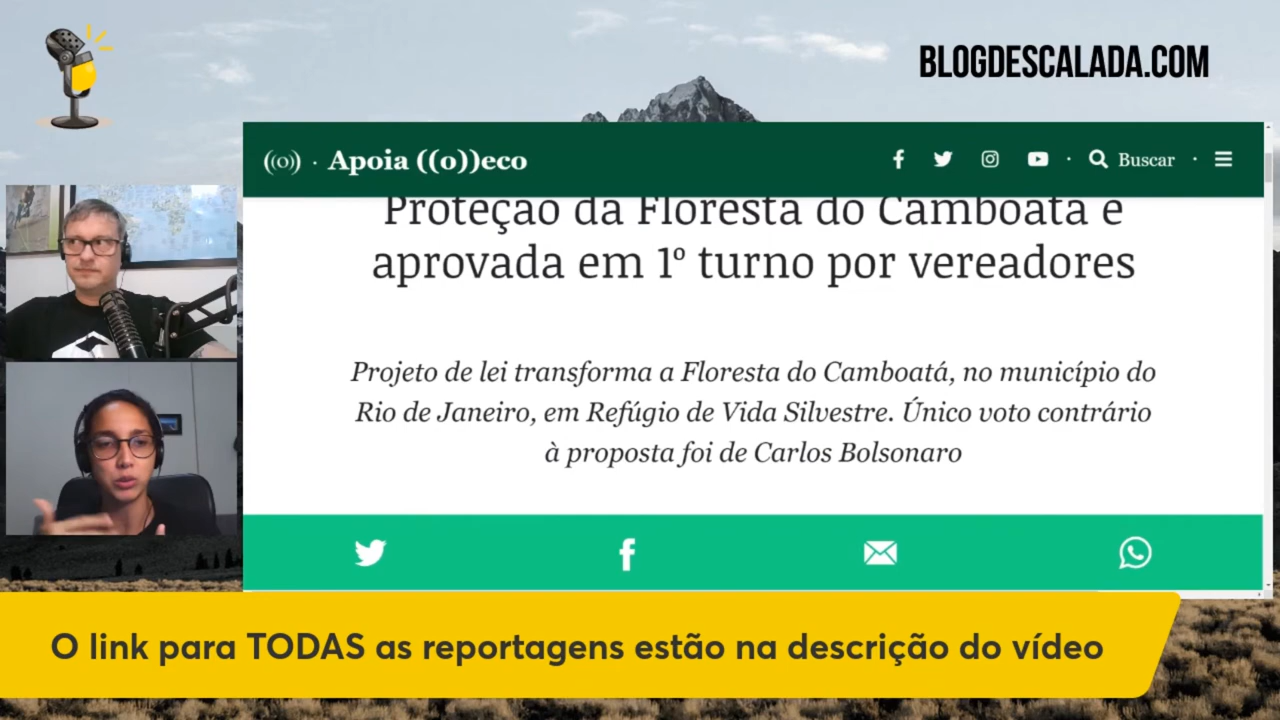 BLOGDESCALADA.COM
((o)) · Apoia ((o))eco
· Buscar ·
Proteção da Floresta do Camboatá é
aprovada em 1º turno por vereadores
Projeto de lei transforma a Floresta do Camboatá, no município do
Rio de Janeiro, em Refúgio de Vida Silvestre. Único voto contrário
à proposta foi de Carlos Bolsonaro
O link para TODAS as reportagens estão na descrição do vídeo